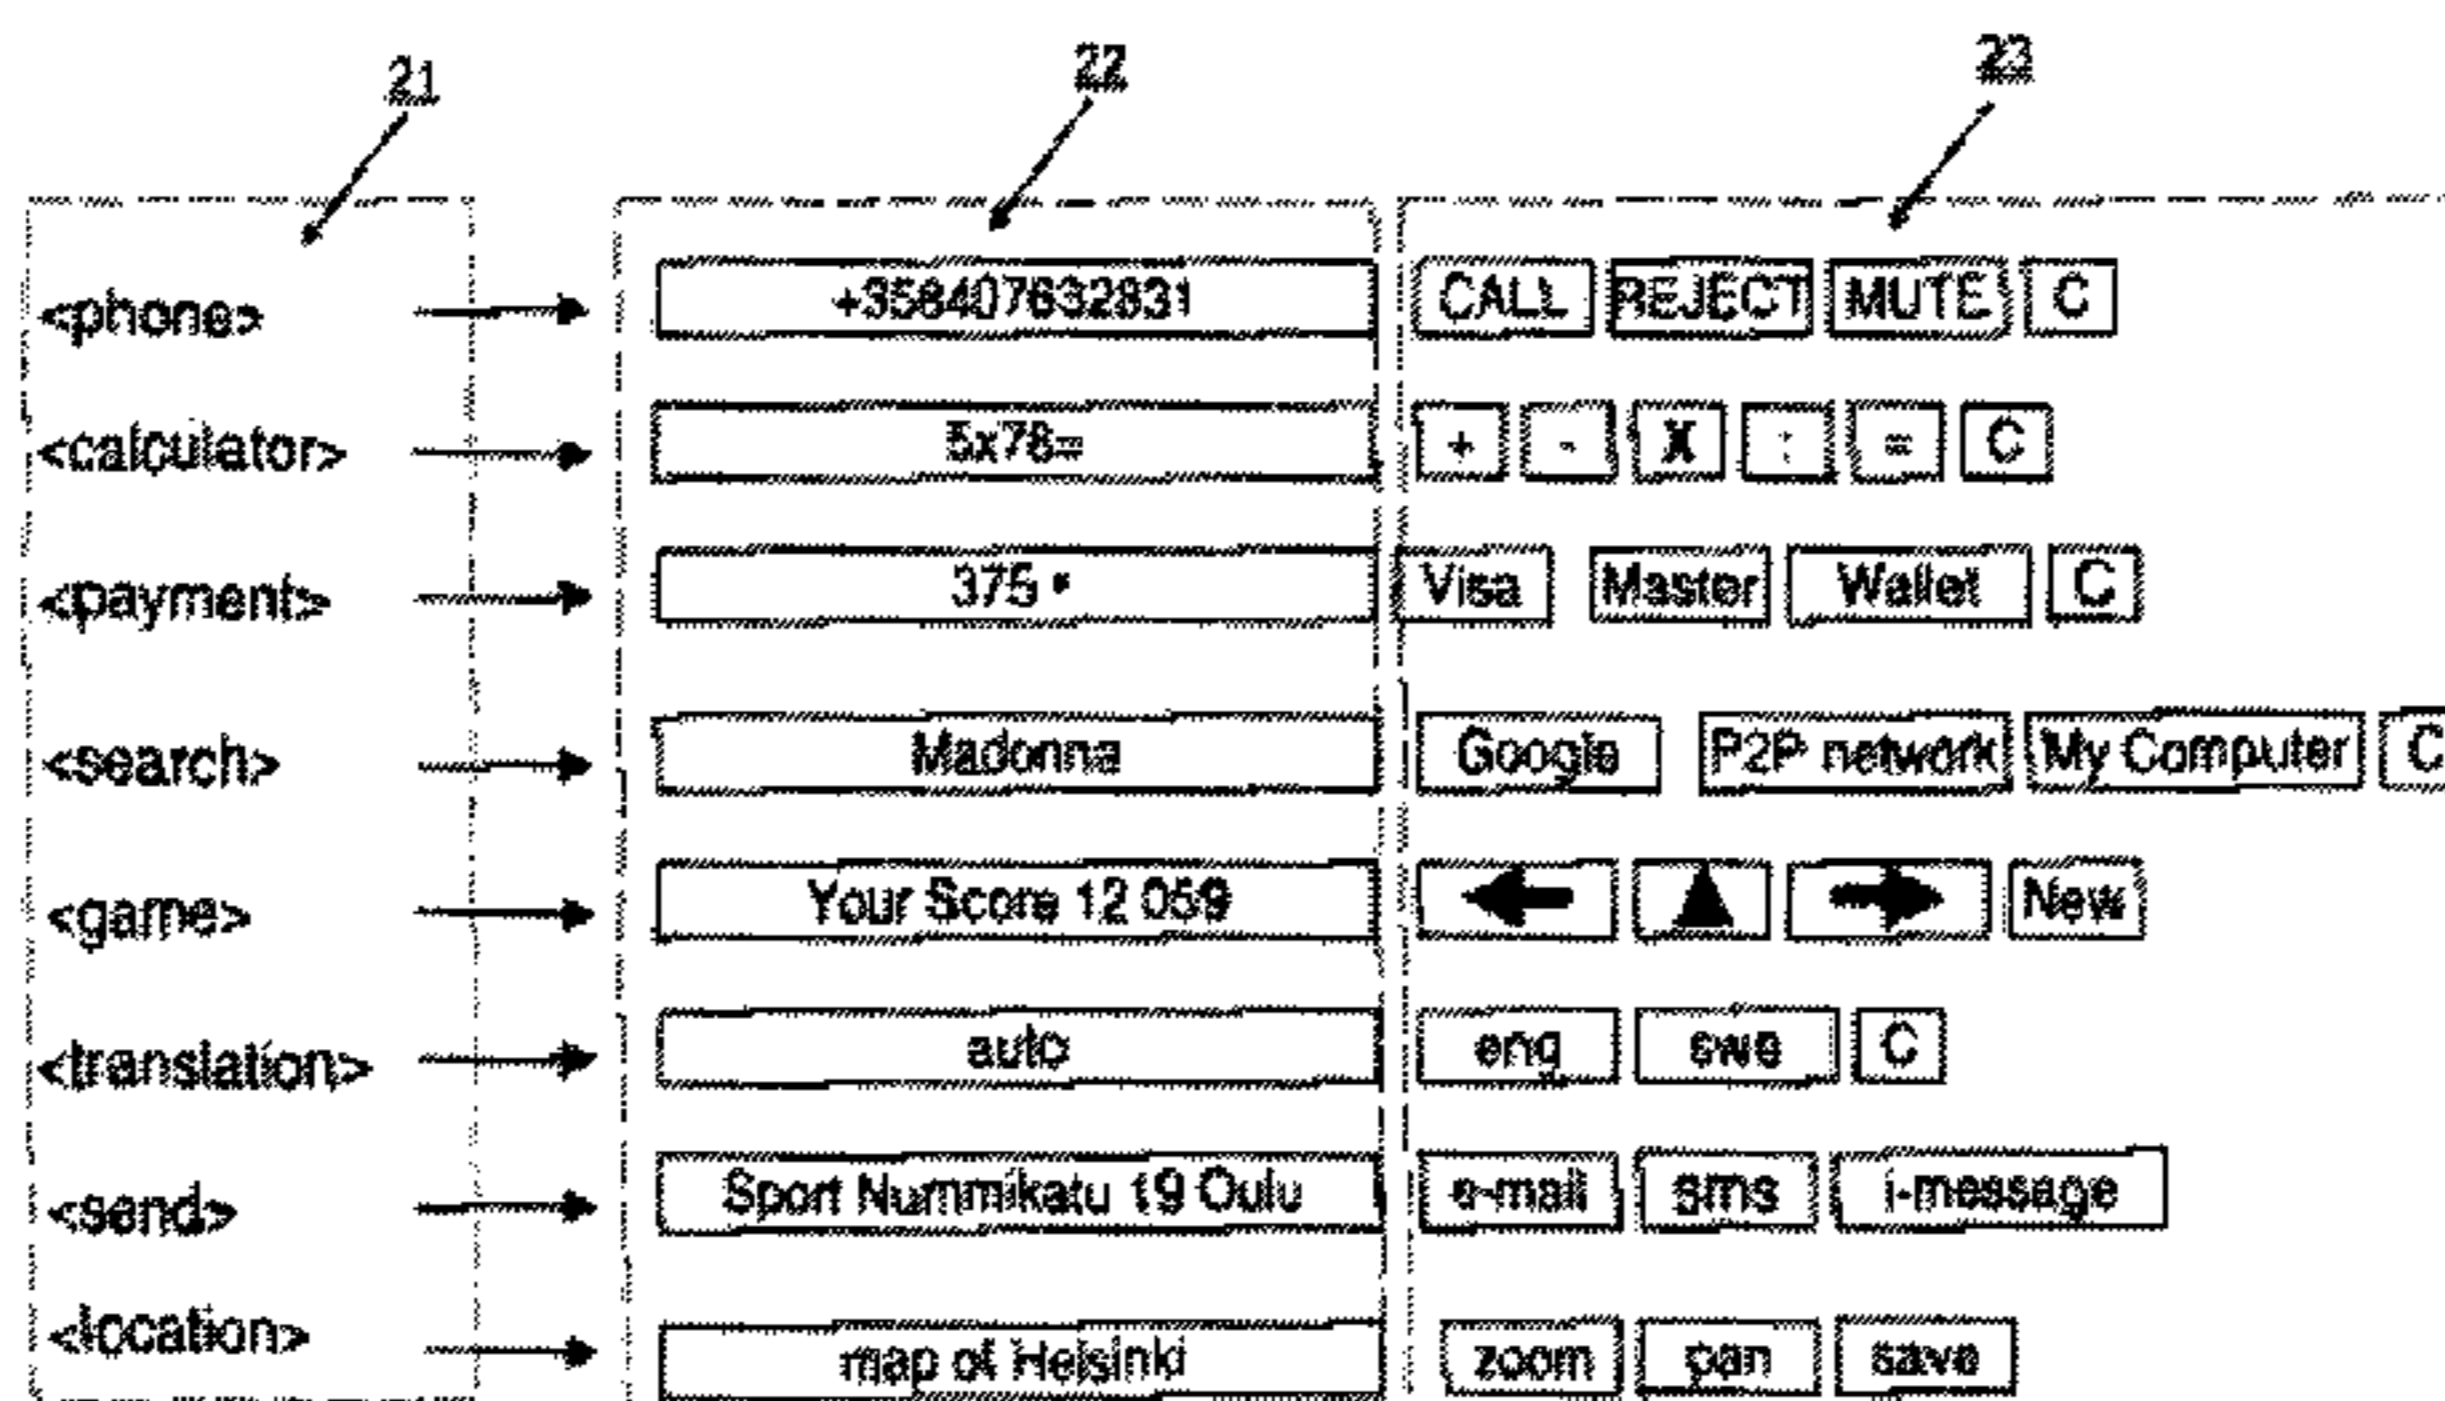 21 22 23
<phone> +358407632831 CALL REJECT MUTE C
<calculator> 5x78= + - X : = C
<payment> 375 Visa Master Wallet C
<search> Madonna Google P2P network My Computer C
<game> Your Score 12 059 New
<translation> auto eng swe C
<send> Sport Nummikatu 19 Oulu e-mail sms i-message
<location> map of Helsinki zoom pan save